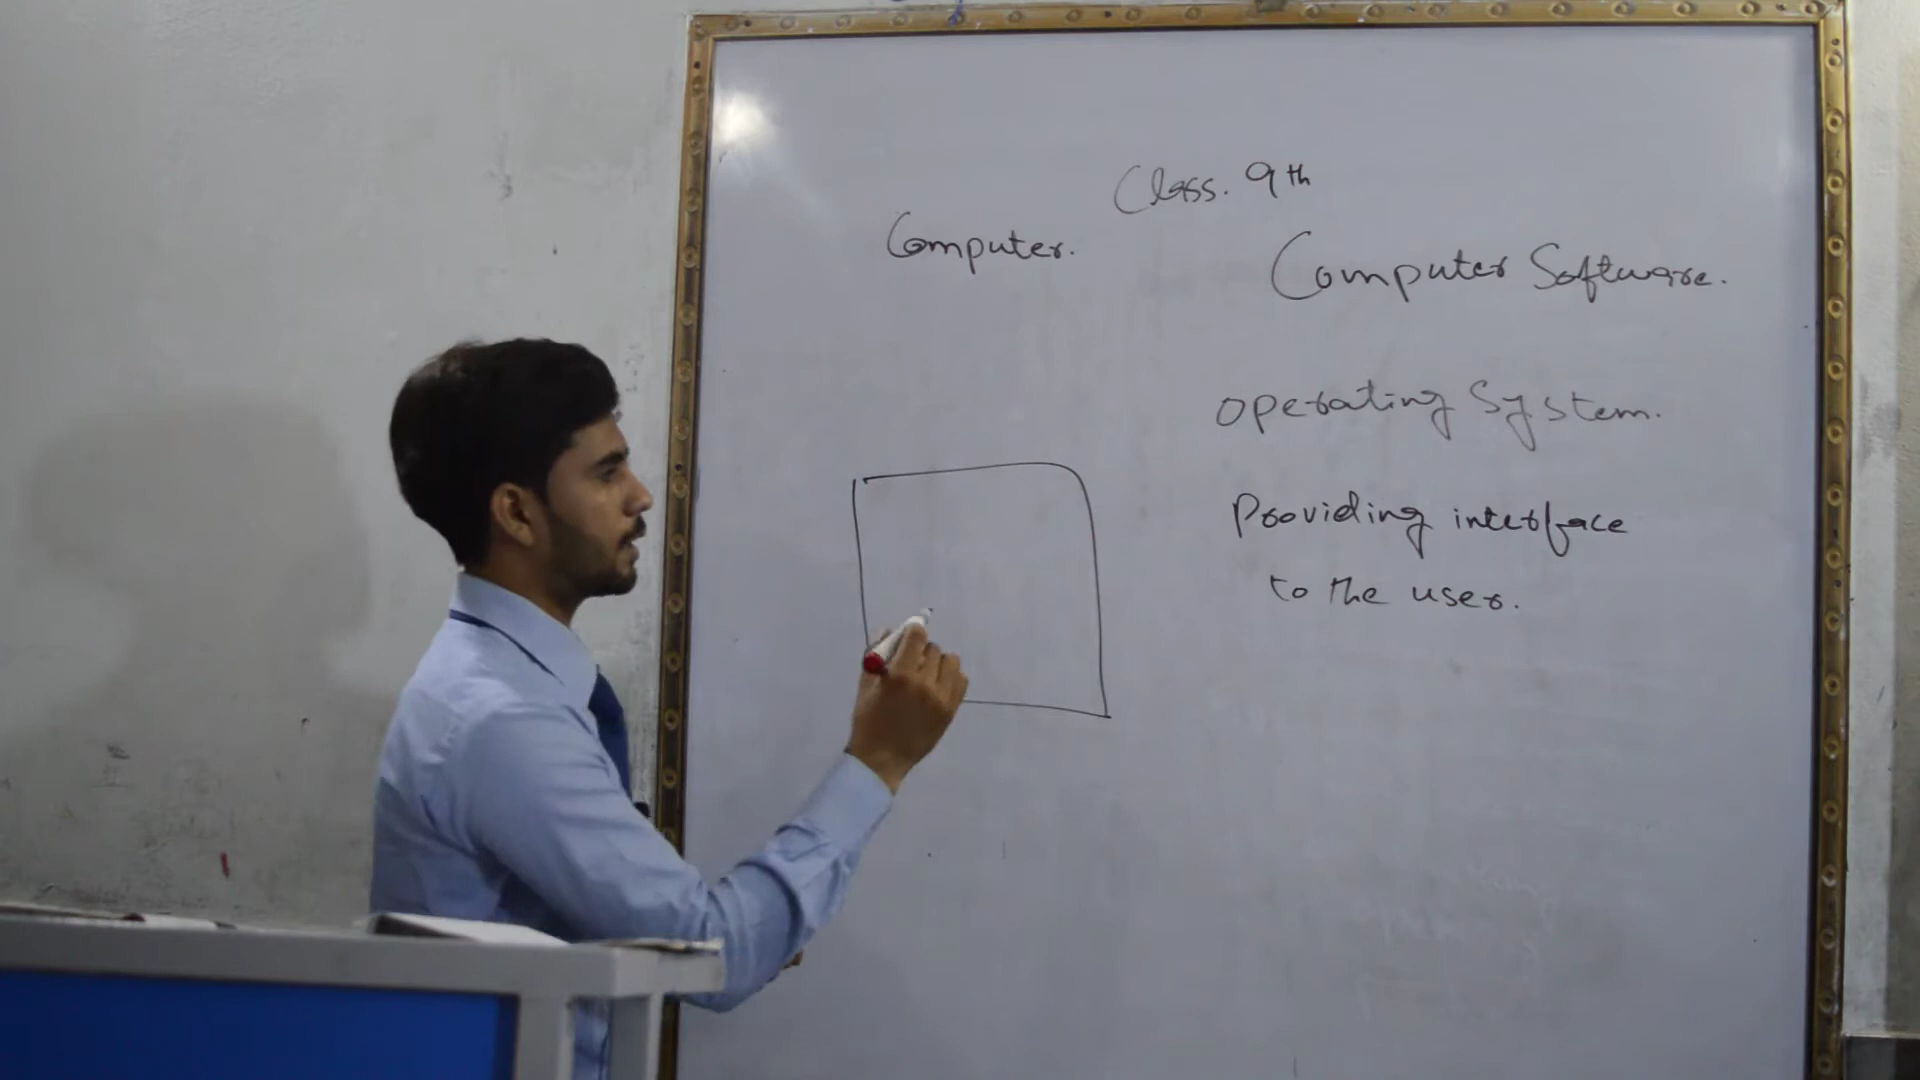 Class. 9th
Computer.
Computer Software.
Operating System.
Providing interface
to the user.